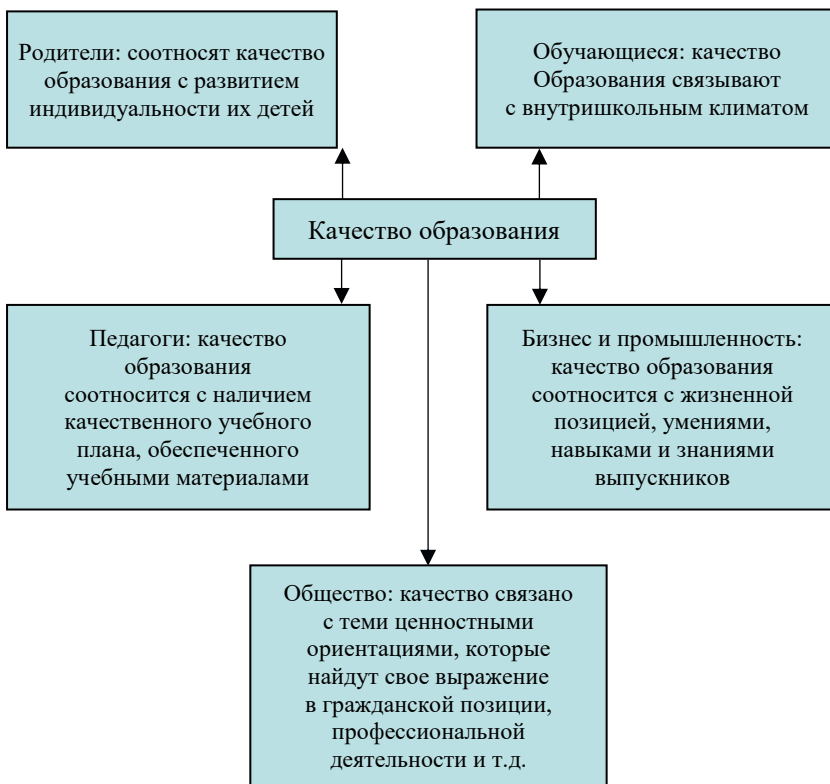 Родители: соотносят качество
образования с развитием
индивидуальности их детей
Обучающиеся: качество
Образования связывают
с внутришкольным климатом
Качество образования
Педагоги: качество
образования
соотносится с наличием
качественного учебного
плана, обеспеченного
учебными материалами
Бизнес и промышленность:
качество образования
соотносится с жизненной
позицией, умениями,
навыками и знаниями
выпускников
Общество: качество связано
с теми ценностными
ориентациями, которые
найдут свое выражение
в гражданской позиции,
профессиональной
деятельности и т.д.